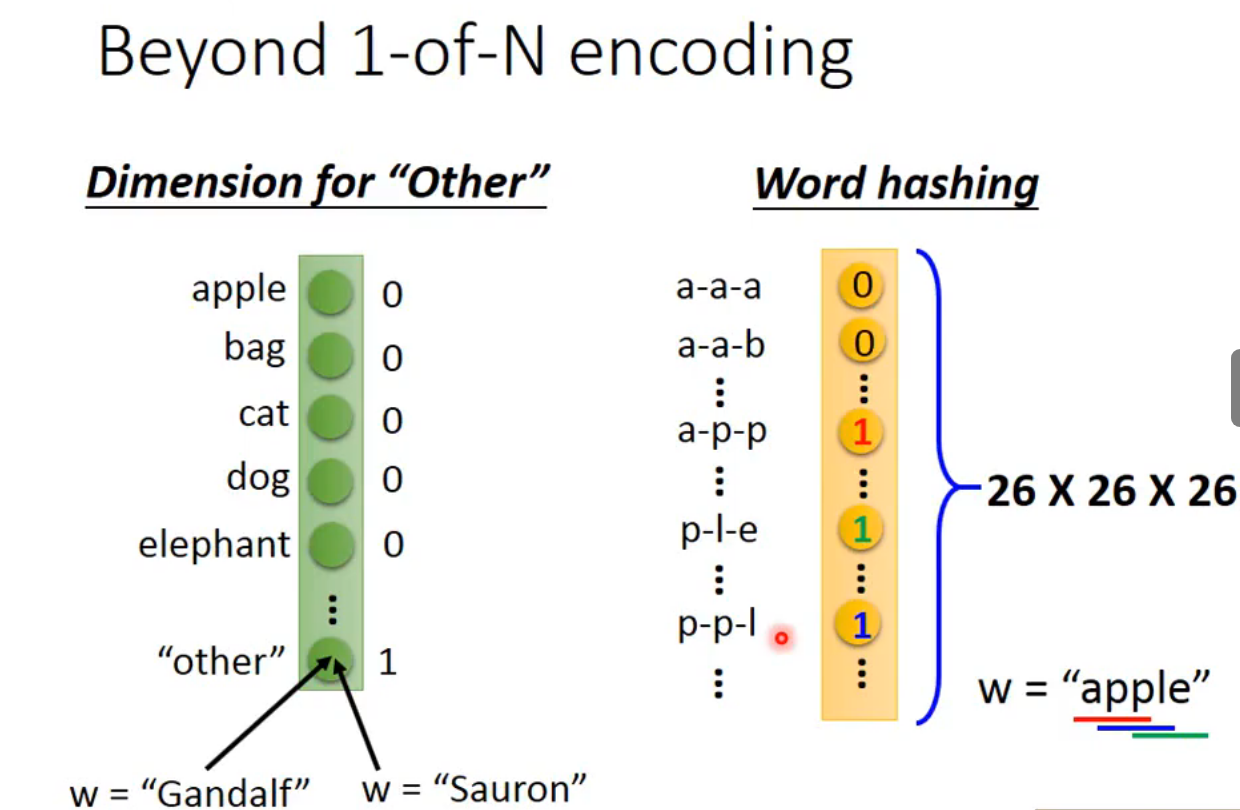 Beyond 1-of-N encoding
Dimension for “Other”
apple 0
bag 0
cat 0
dog 0
elephant 0
⋮
“other” 1
w = “Gandalf”
w = “Sauron”
Word hashing
a-a-a 0
a-a-b 0
⋮ ⋮
a-p-p 1
⋮ ⋮
p-l-e 1
⋮ ⋮
p-p-l 1
⋮ ⋮
26 X 26 X 26
w = “apple”